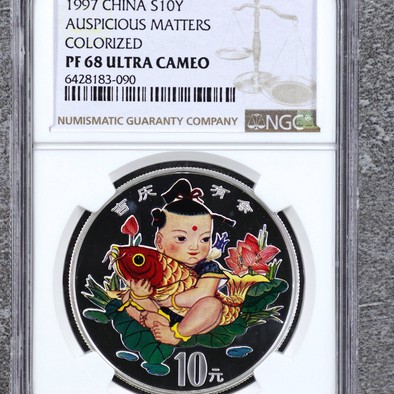 1997 CHINA S10Y
AUSPICIOUS MATTERS
COLORIZED
PF 68 ULTRA CAMEO
6428183-090
NUMISMATIC GUARANTY COMPANY NGC
吉庆有余
10元